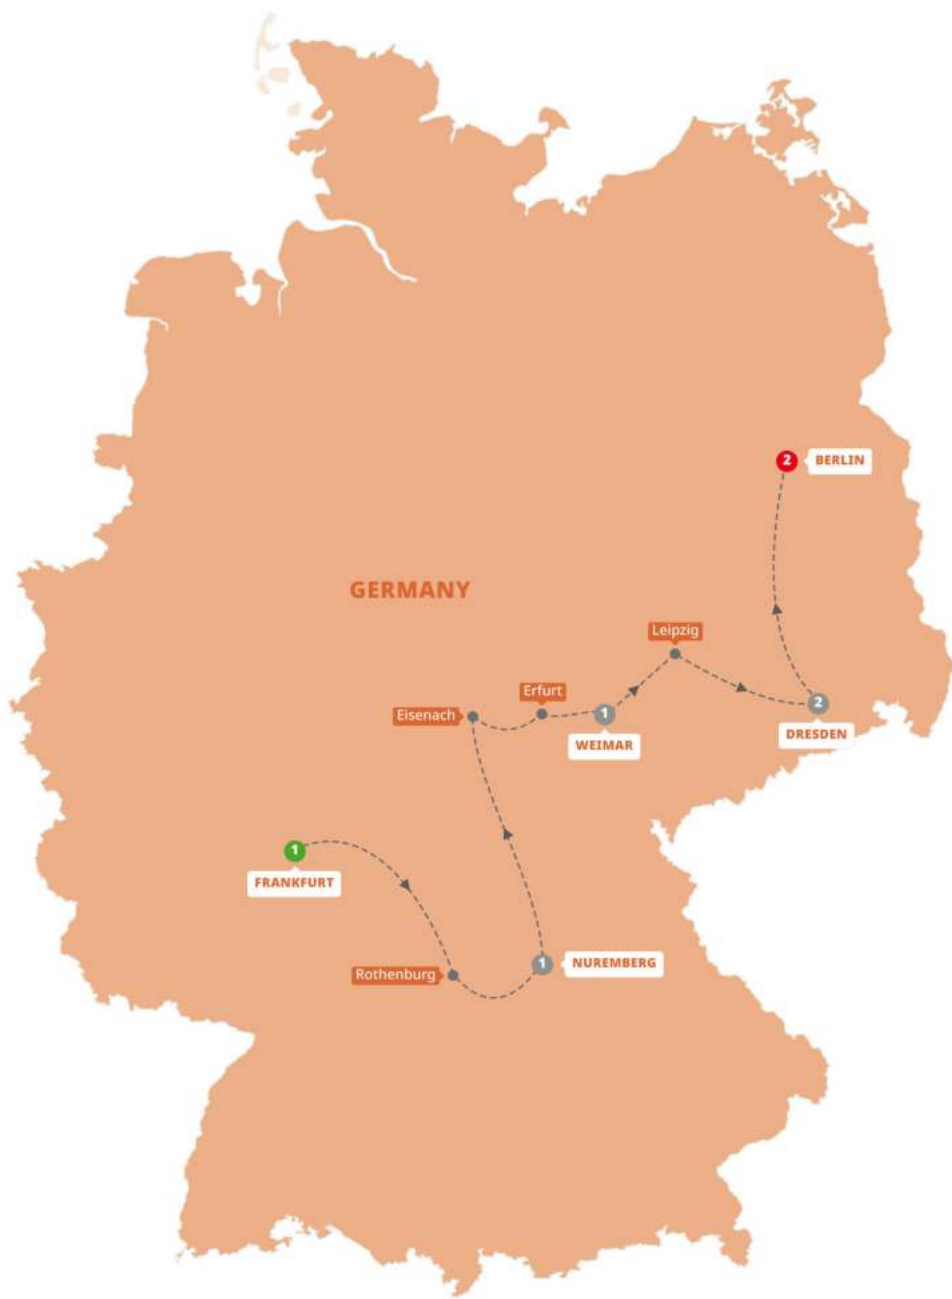 2
BERLIN
GERMANY
Leipzig
Erfurt
Eisenach
1
WEIMAR
2
DRESDEN
1
FRANKFURT
Rothenburg
1
NUREMBERG